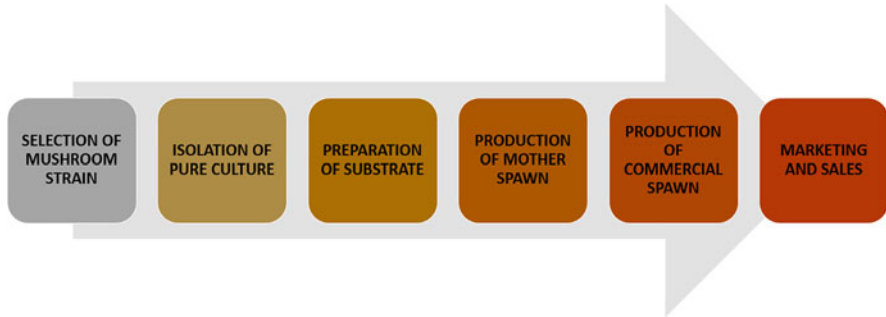 SELECTION OF
MUSHROOM
STRAIN
ISOLATION OF
PURE CULTURE
PREPARATION
OF SUBSTRATE
PRODUCTION
OF MOTHER
SPAWN
PRODUCTION
OF
COMMERCIAL
SPAWN
MARKETING
AND SALES